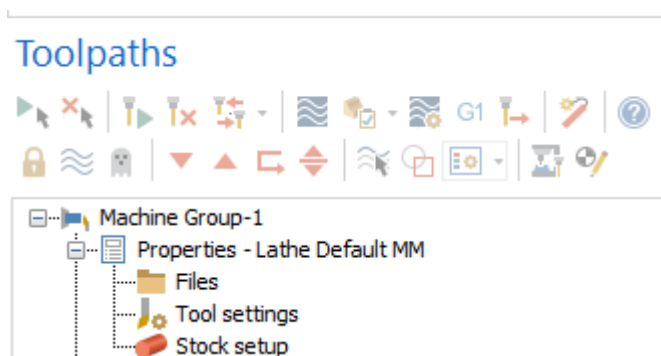 Toolpaths
G1
Machine Group-1
Properties - Lathe Default MM
Files
Tool settings
Stock setup